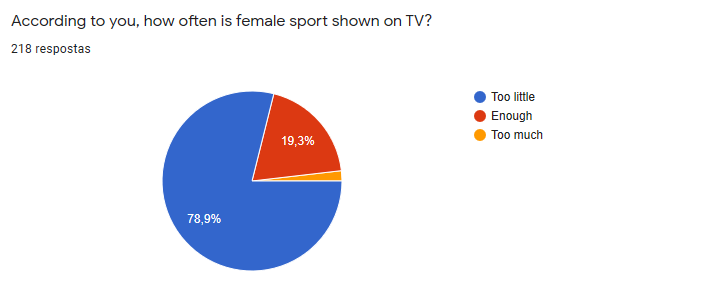 According to you, how often is female sport shown on TV?
218 respostas
Too little
Enough
Too much
19,3%
78,9%